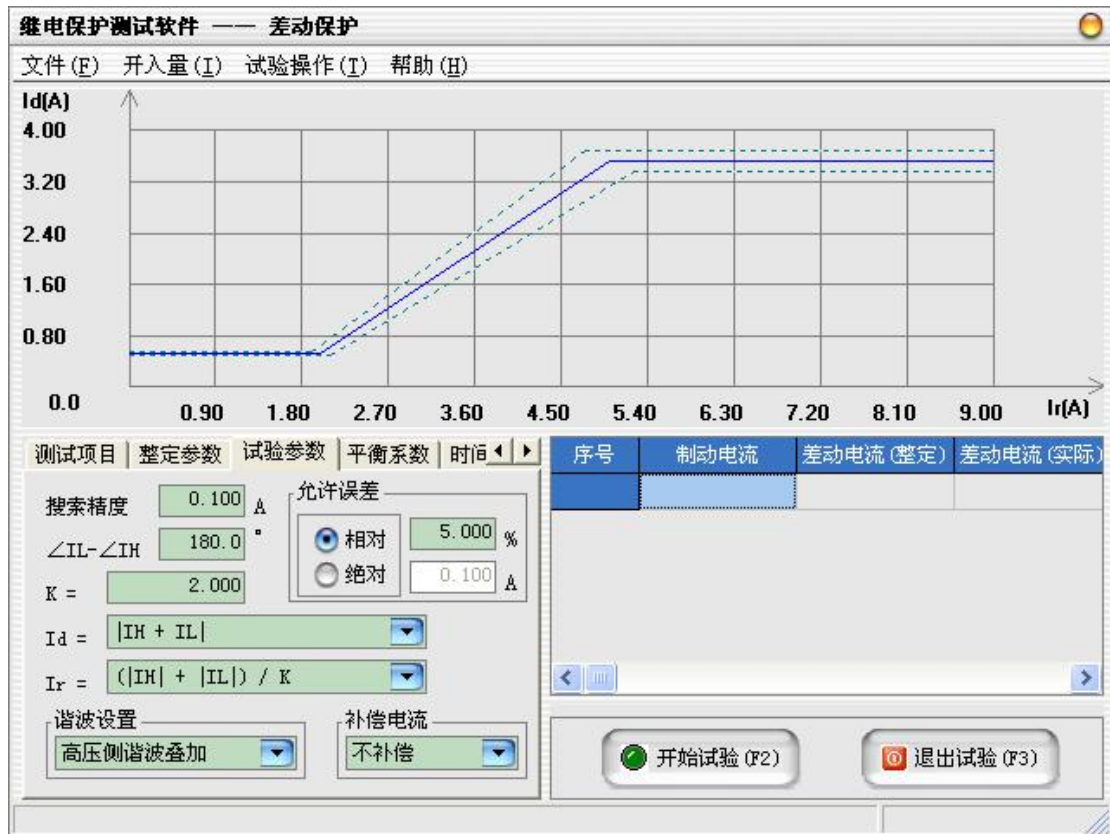 继电保护测试软件 —— 差动保护
文件(F) 开入量(I) 试验操作(T) 帮助(H)
Id(A)
4.00
3.20
2.40
1.60
0.80
0.0
0.90 1.80 2.70 3.60 4.50 5.40 6.30 7.20 8.10 9.00 Ir(A)
测试项目 整定参数 试验参数 平衡系数 时间
搜索精度 0.100 A
∠IL-∠IH 180.0 °
K = 2.000
允许误差
相对 5.000 %
绝对 0.100 A
Id = |IH + IL|
Ir = (|IH| + |IL|) / K
谐波设置
高压侧谐波叠加
补偿电流
不补偿
序号 制动电流 差动电流(整定) 差动电流(实际)
开始试验(F2) 退出试验(F3)